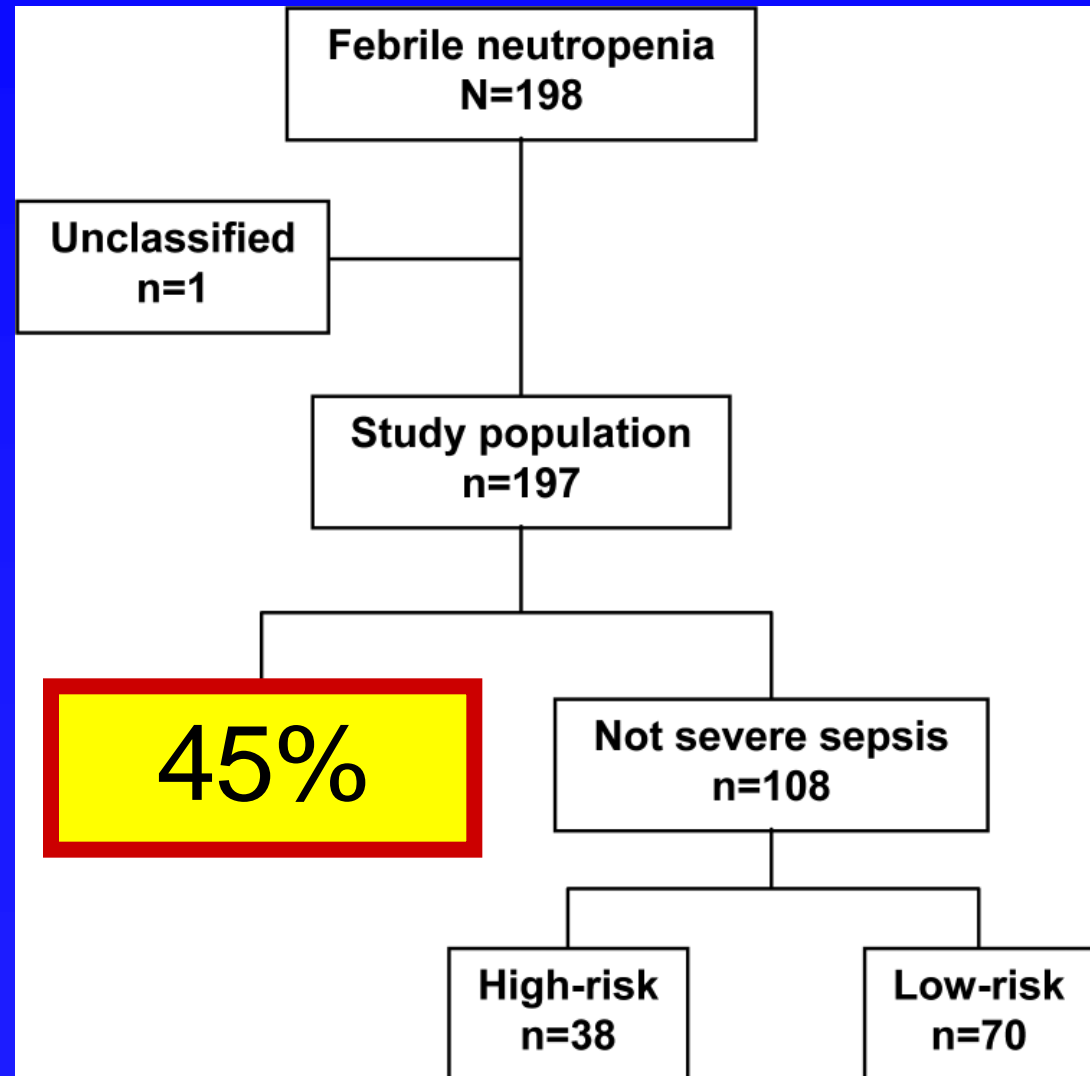 Febrile neutropenia
N=198
Unclassified
n=1
Study population
n=197
45%
Not severe sepsis
n=108
High-risk
n=38
Low-risk
n=70